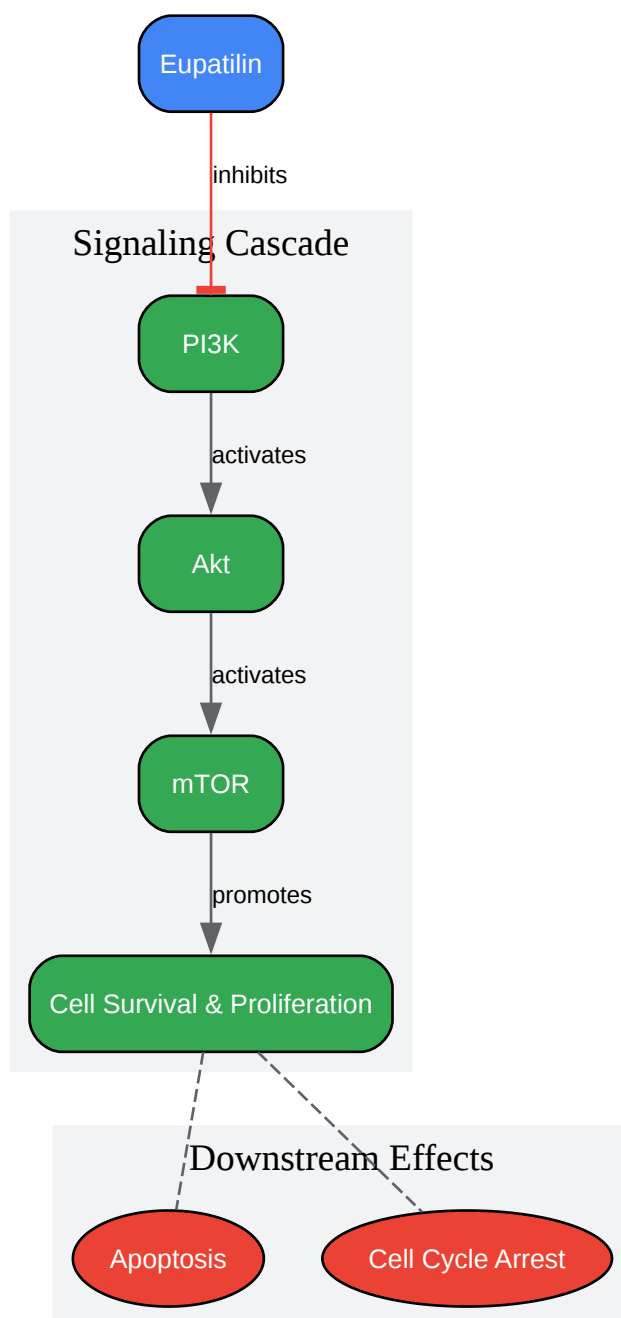 Eupatilin
inhibits
Signaling Cascade
PI3K
activates
Akt
activates
mTOR
promotes
Cell Survival & Proliferation
Downstream Effects
Apoptosis
Cell Cycle Arrest